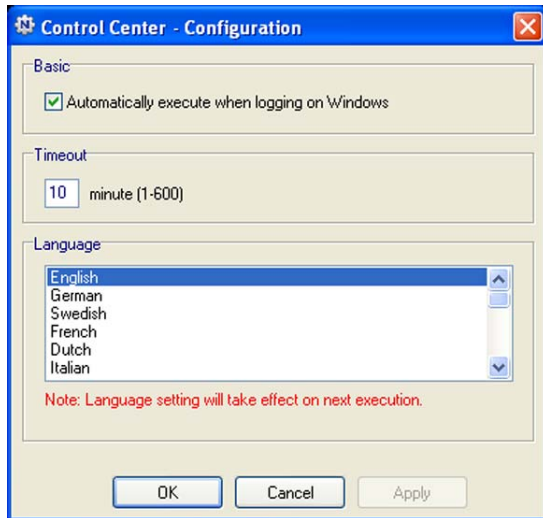 Control Center - Configuration
Basic
Automatically execute when logging on Windows
Timeout
10 minute (1-600)
Language
English
German
Swedish
French
Dutch
Italian
Note: Language setting will take effect on next execution.
OK Cancel Apply